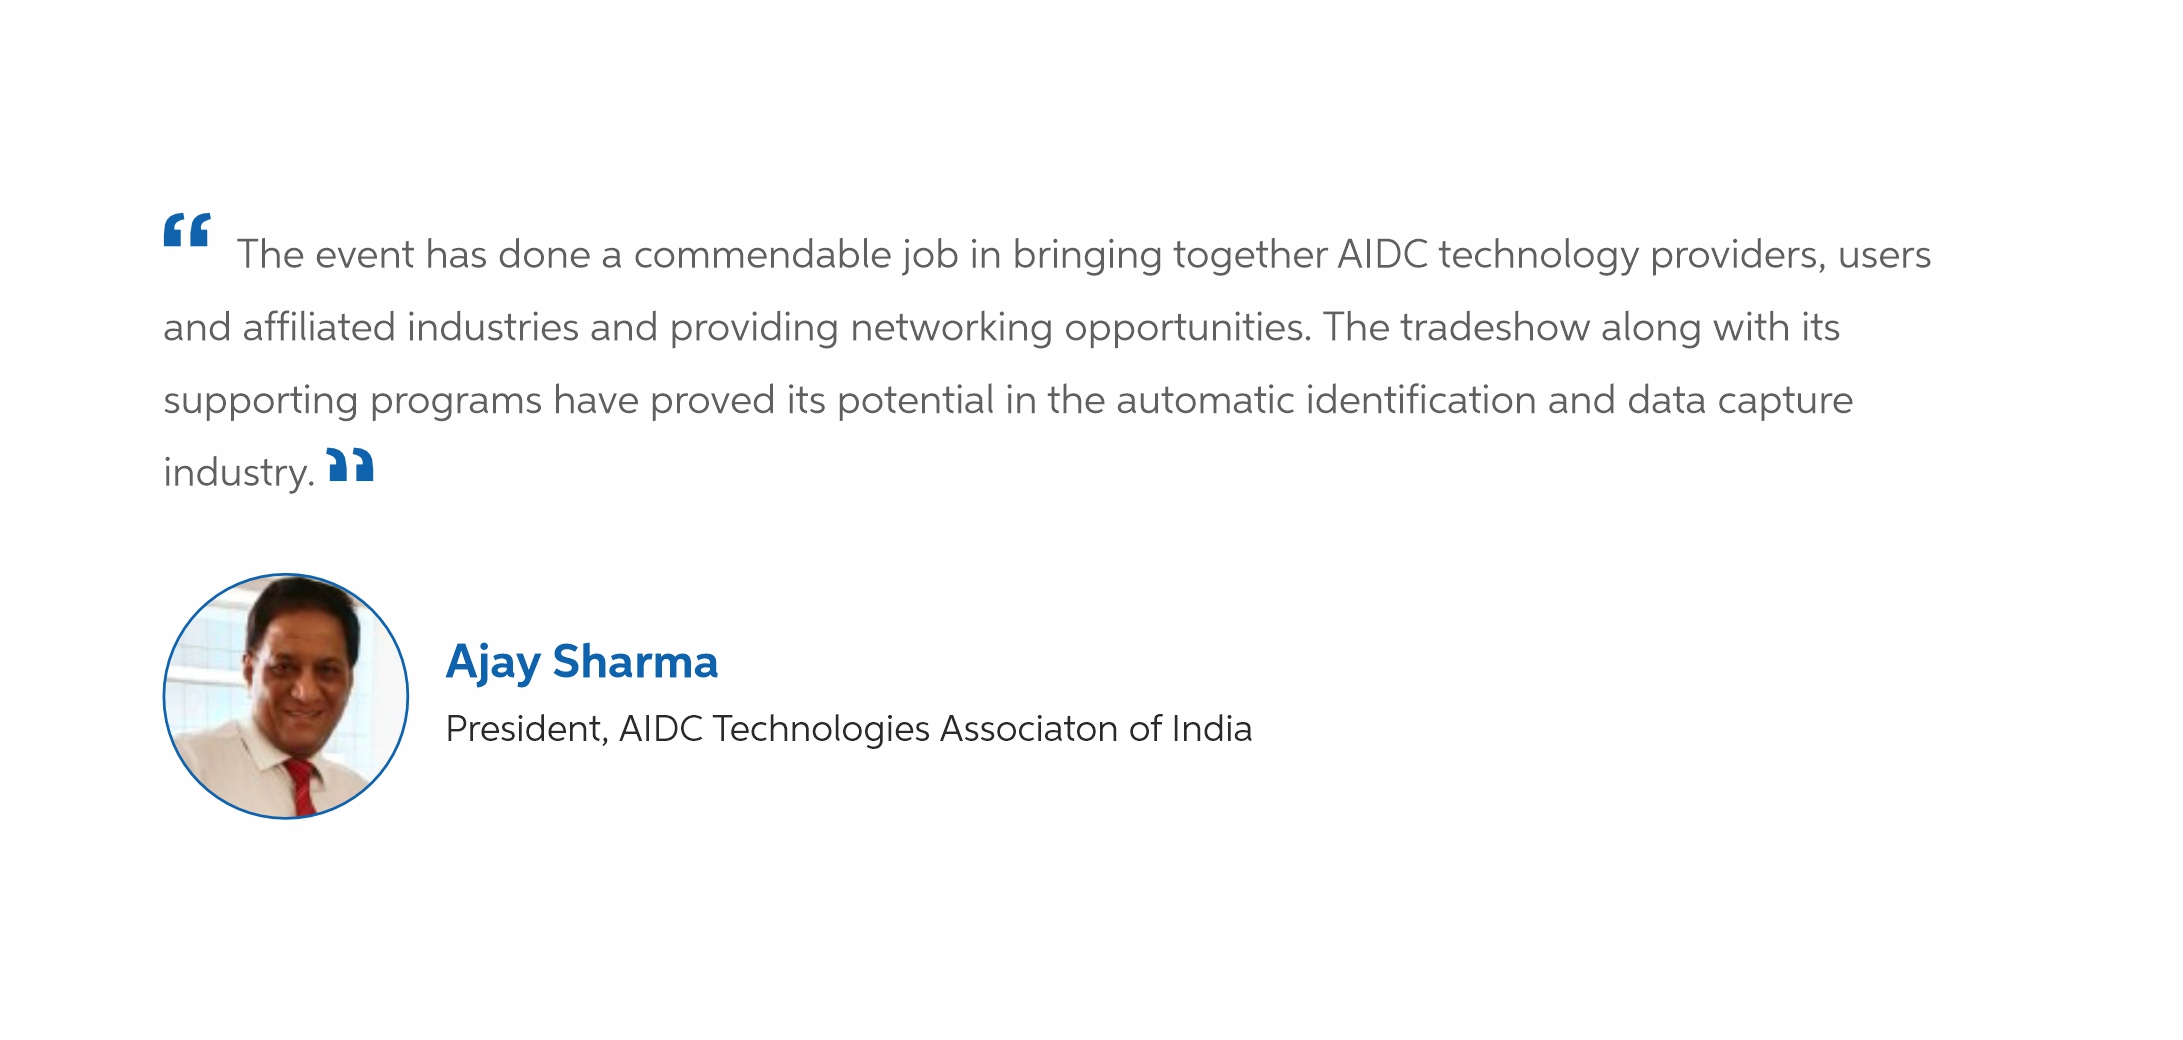 “ The event has done a commendable job in bringing together AIDC technology providers, users
and affiliated industries and providing networking opportunities. The tradeshow along with its
supporting programs have proved its potential in the automatic identification and data capture
industry. ”
Ajay Sharma
President, AIDC Technologies Associaton of India